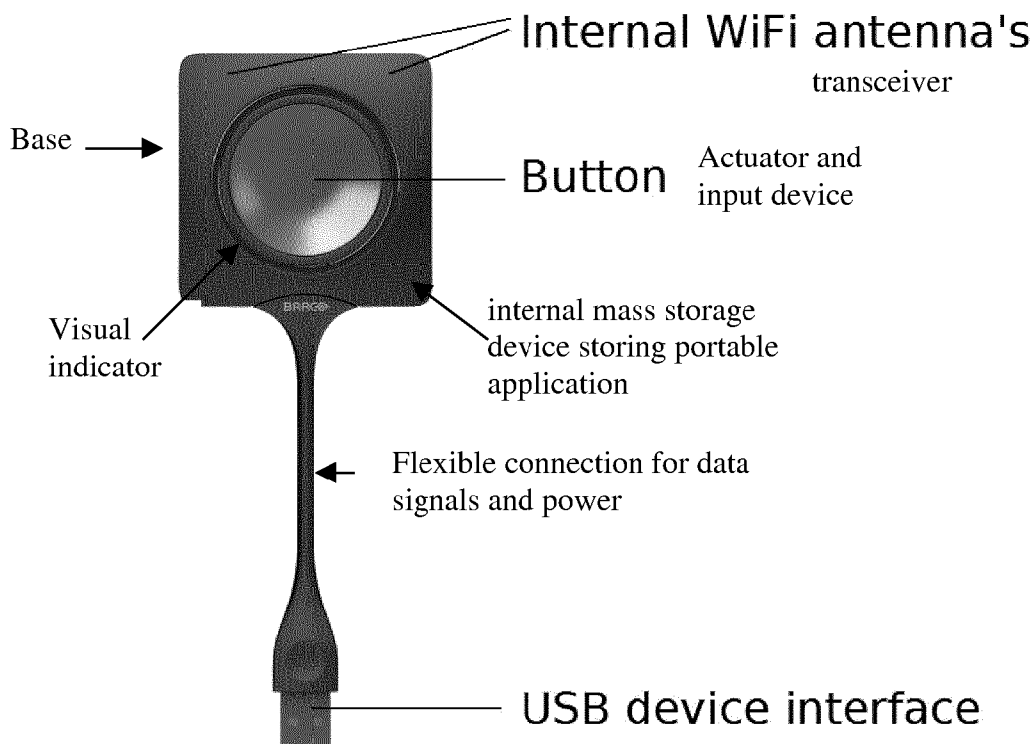 Internal WiFi antenna's
transceiver
Base
Button
Actuator and
input device
Visual
indicator
internal mass storage
device storing portable
application
Flexible connection for data
signals and power
USB device interface